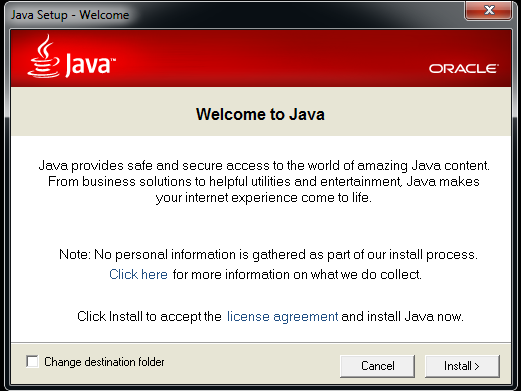 Java Setup - Welcome
Java™
ORACLE®
Welcome to Java
Java provides safe and secure access to the world of amazing Java content.
From business solutions to helpful utilities and entertainment, Java makes
your internet experience come to life.
Note: No personal information is gathered as part of our install process.
Click here for more information on what we do collect.
Click Install to accept the license agreement and install Java now.
Change destination folder
Cancel
Install >